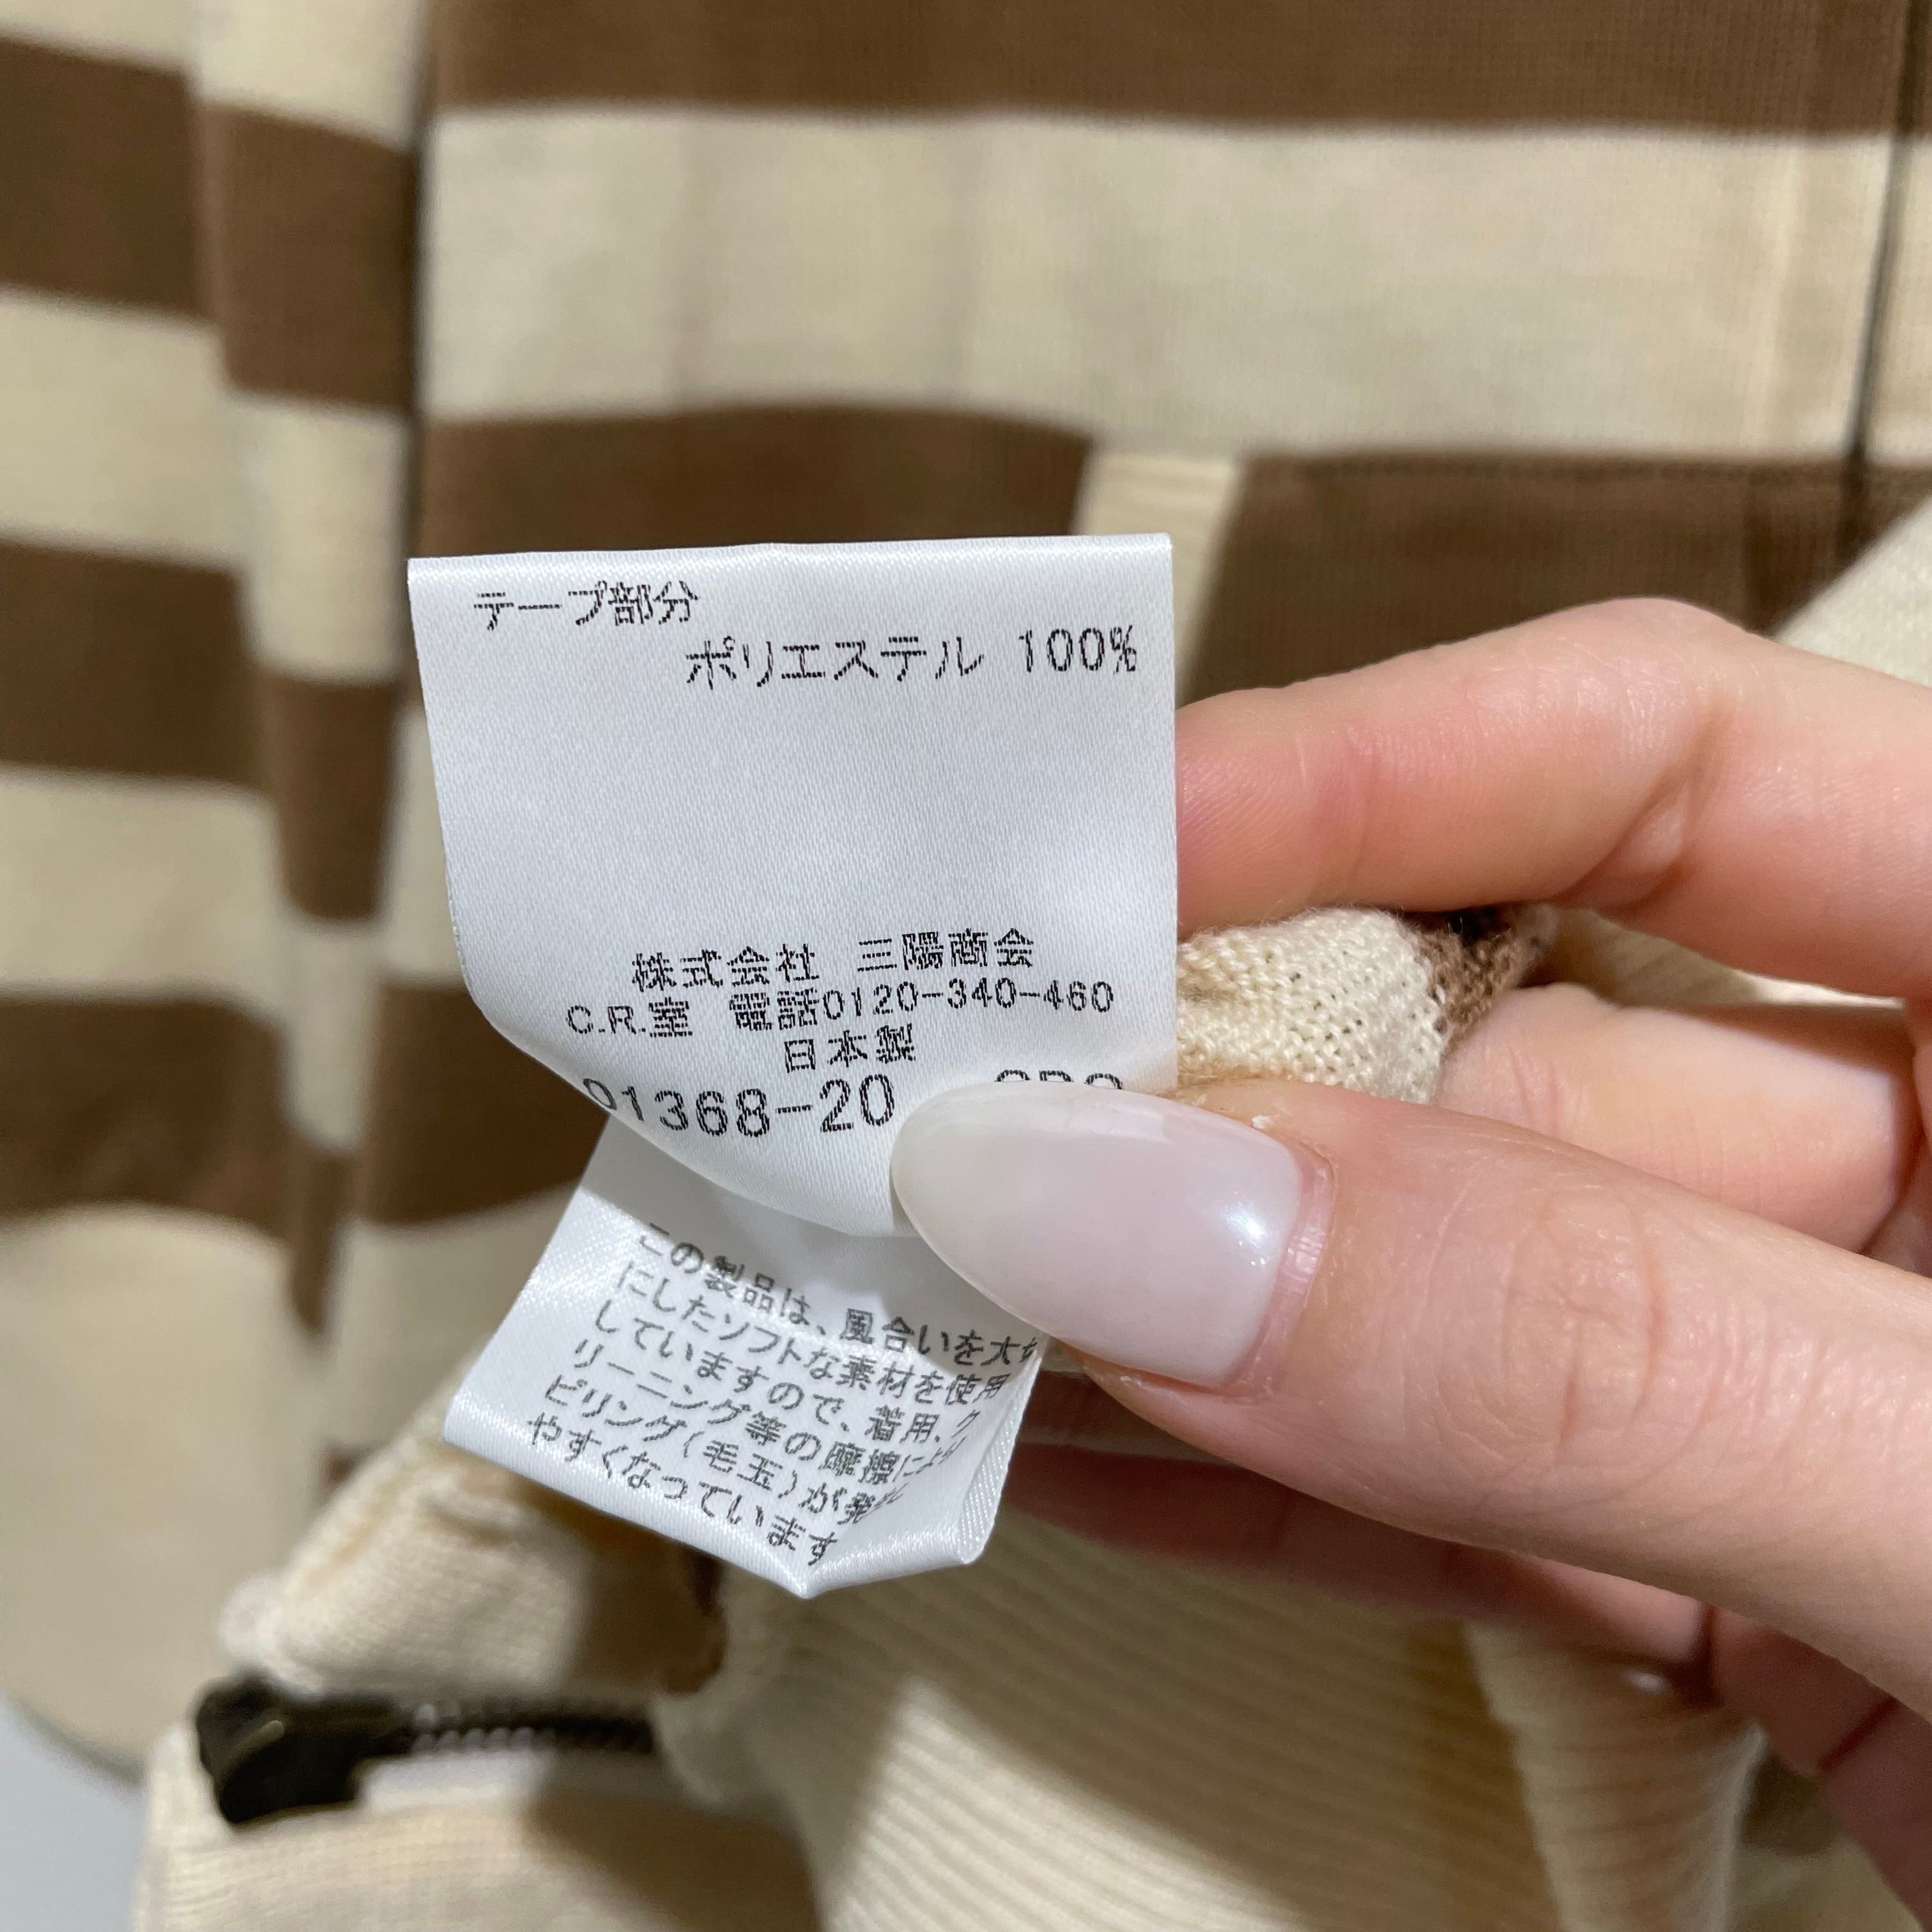 テープ部分
ポリエステル 100%
株式会社 三陽商会
C.R.室 電話0120-340-460
日本製
01368-20
この製品は、風合いを大切
にしたソフトな素材を使用
していますので、着用、ク
リーニング等の摩擦により
ピリング(毛玉)が発
やすくなっています